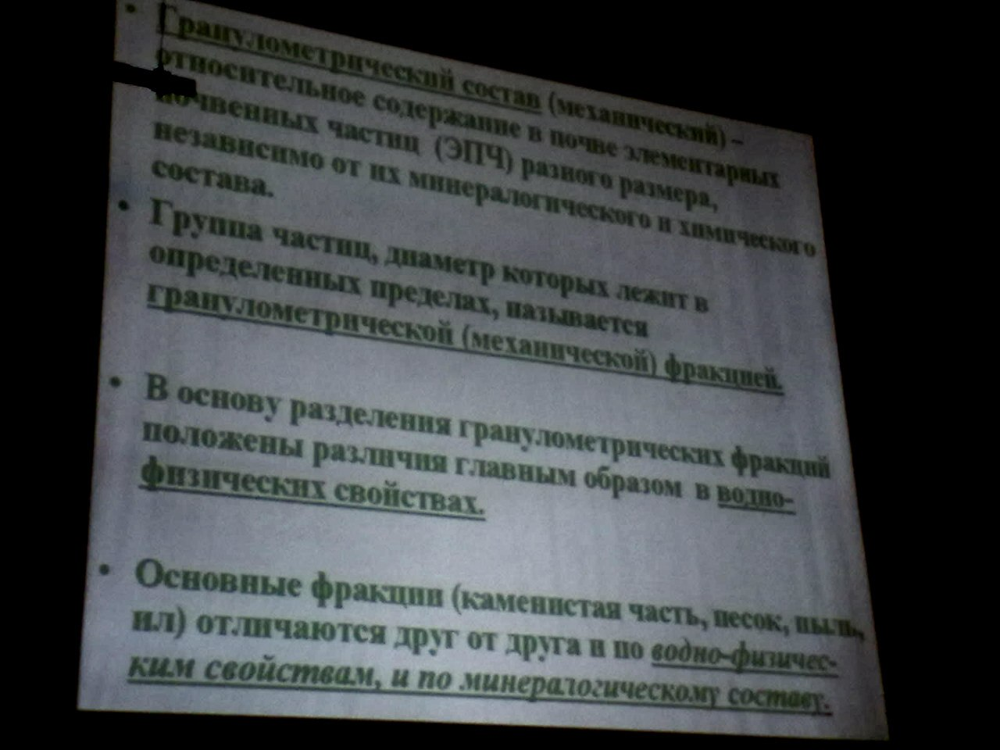 • Гранулометрический состав (механический) –
относительное содержание в почве элементарных
почвенных частиц (ЭПЧ) разного размера,
независимо от их минералогического и химического
состава.
• Группа частиц, диаметр которых лежит в
определенных пределах, называется
гранулометрической (механической) фракцией.
• В основу разделения гранулометрических фракций
положены различия главным образом в водно-
физических свойствах.
• Основные фракции (каменистая часть, песок, пыль,
ил) отличаются друг от друга и по водно-физичес-
ким свойствам, и по минералогическому составу.